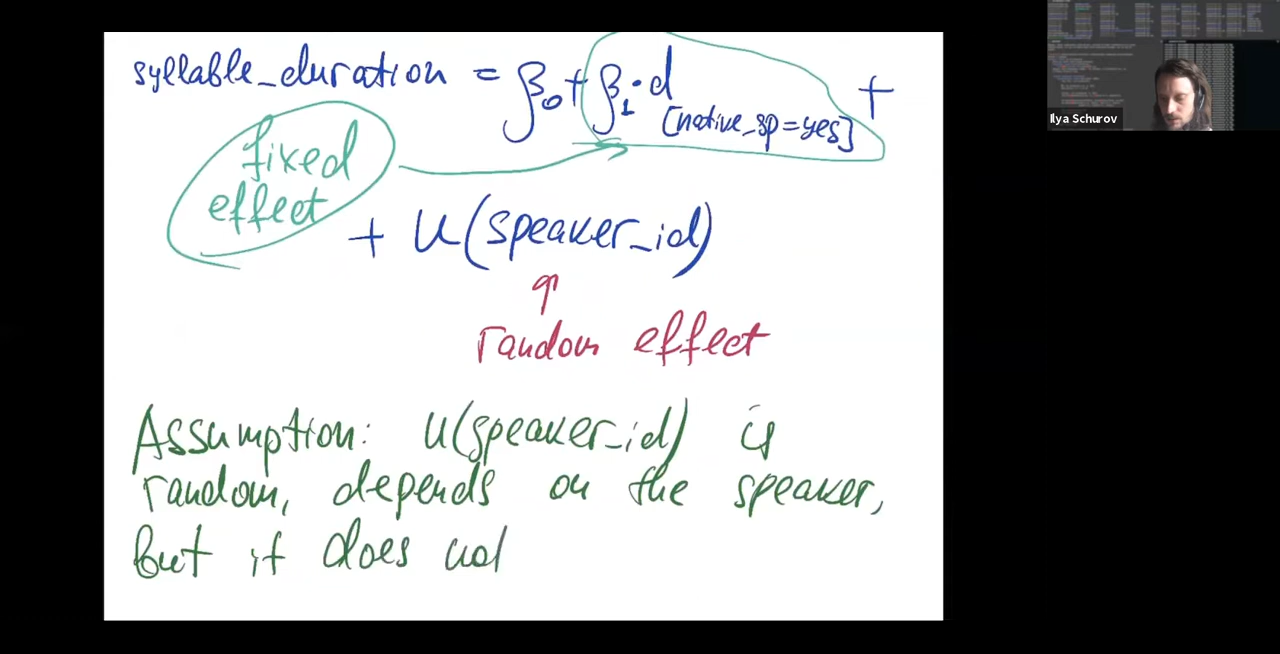 syllable_duration = β₀ + β₁·d[native_sp=yes] +
fixed
effect
+ u(speaker_id)
random effect
Assumption: u(speaker_id) is
random, depends on the speaker,
but it does not
Ilya Schurov